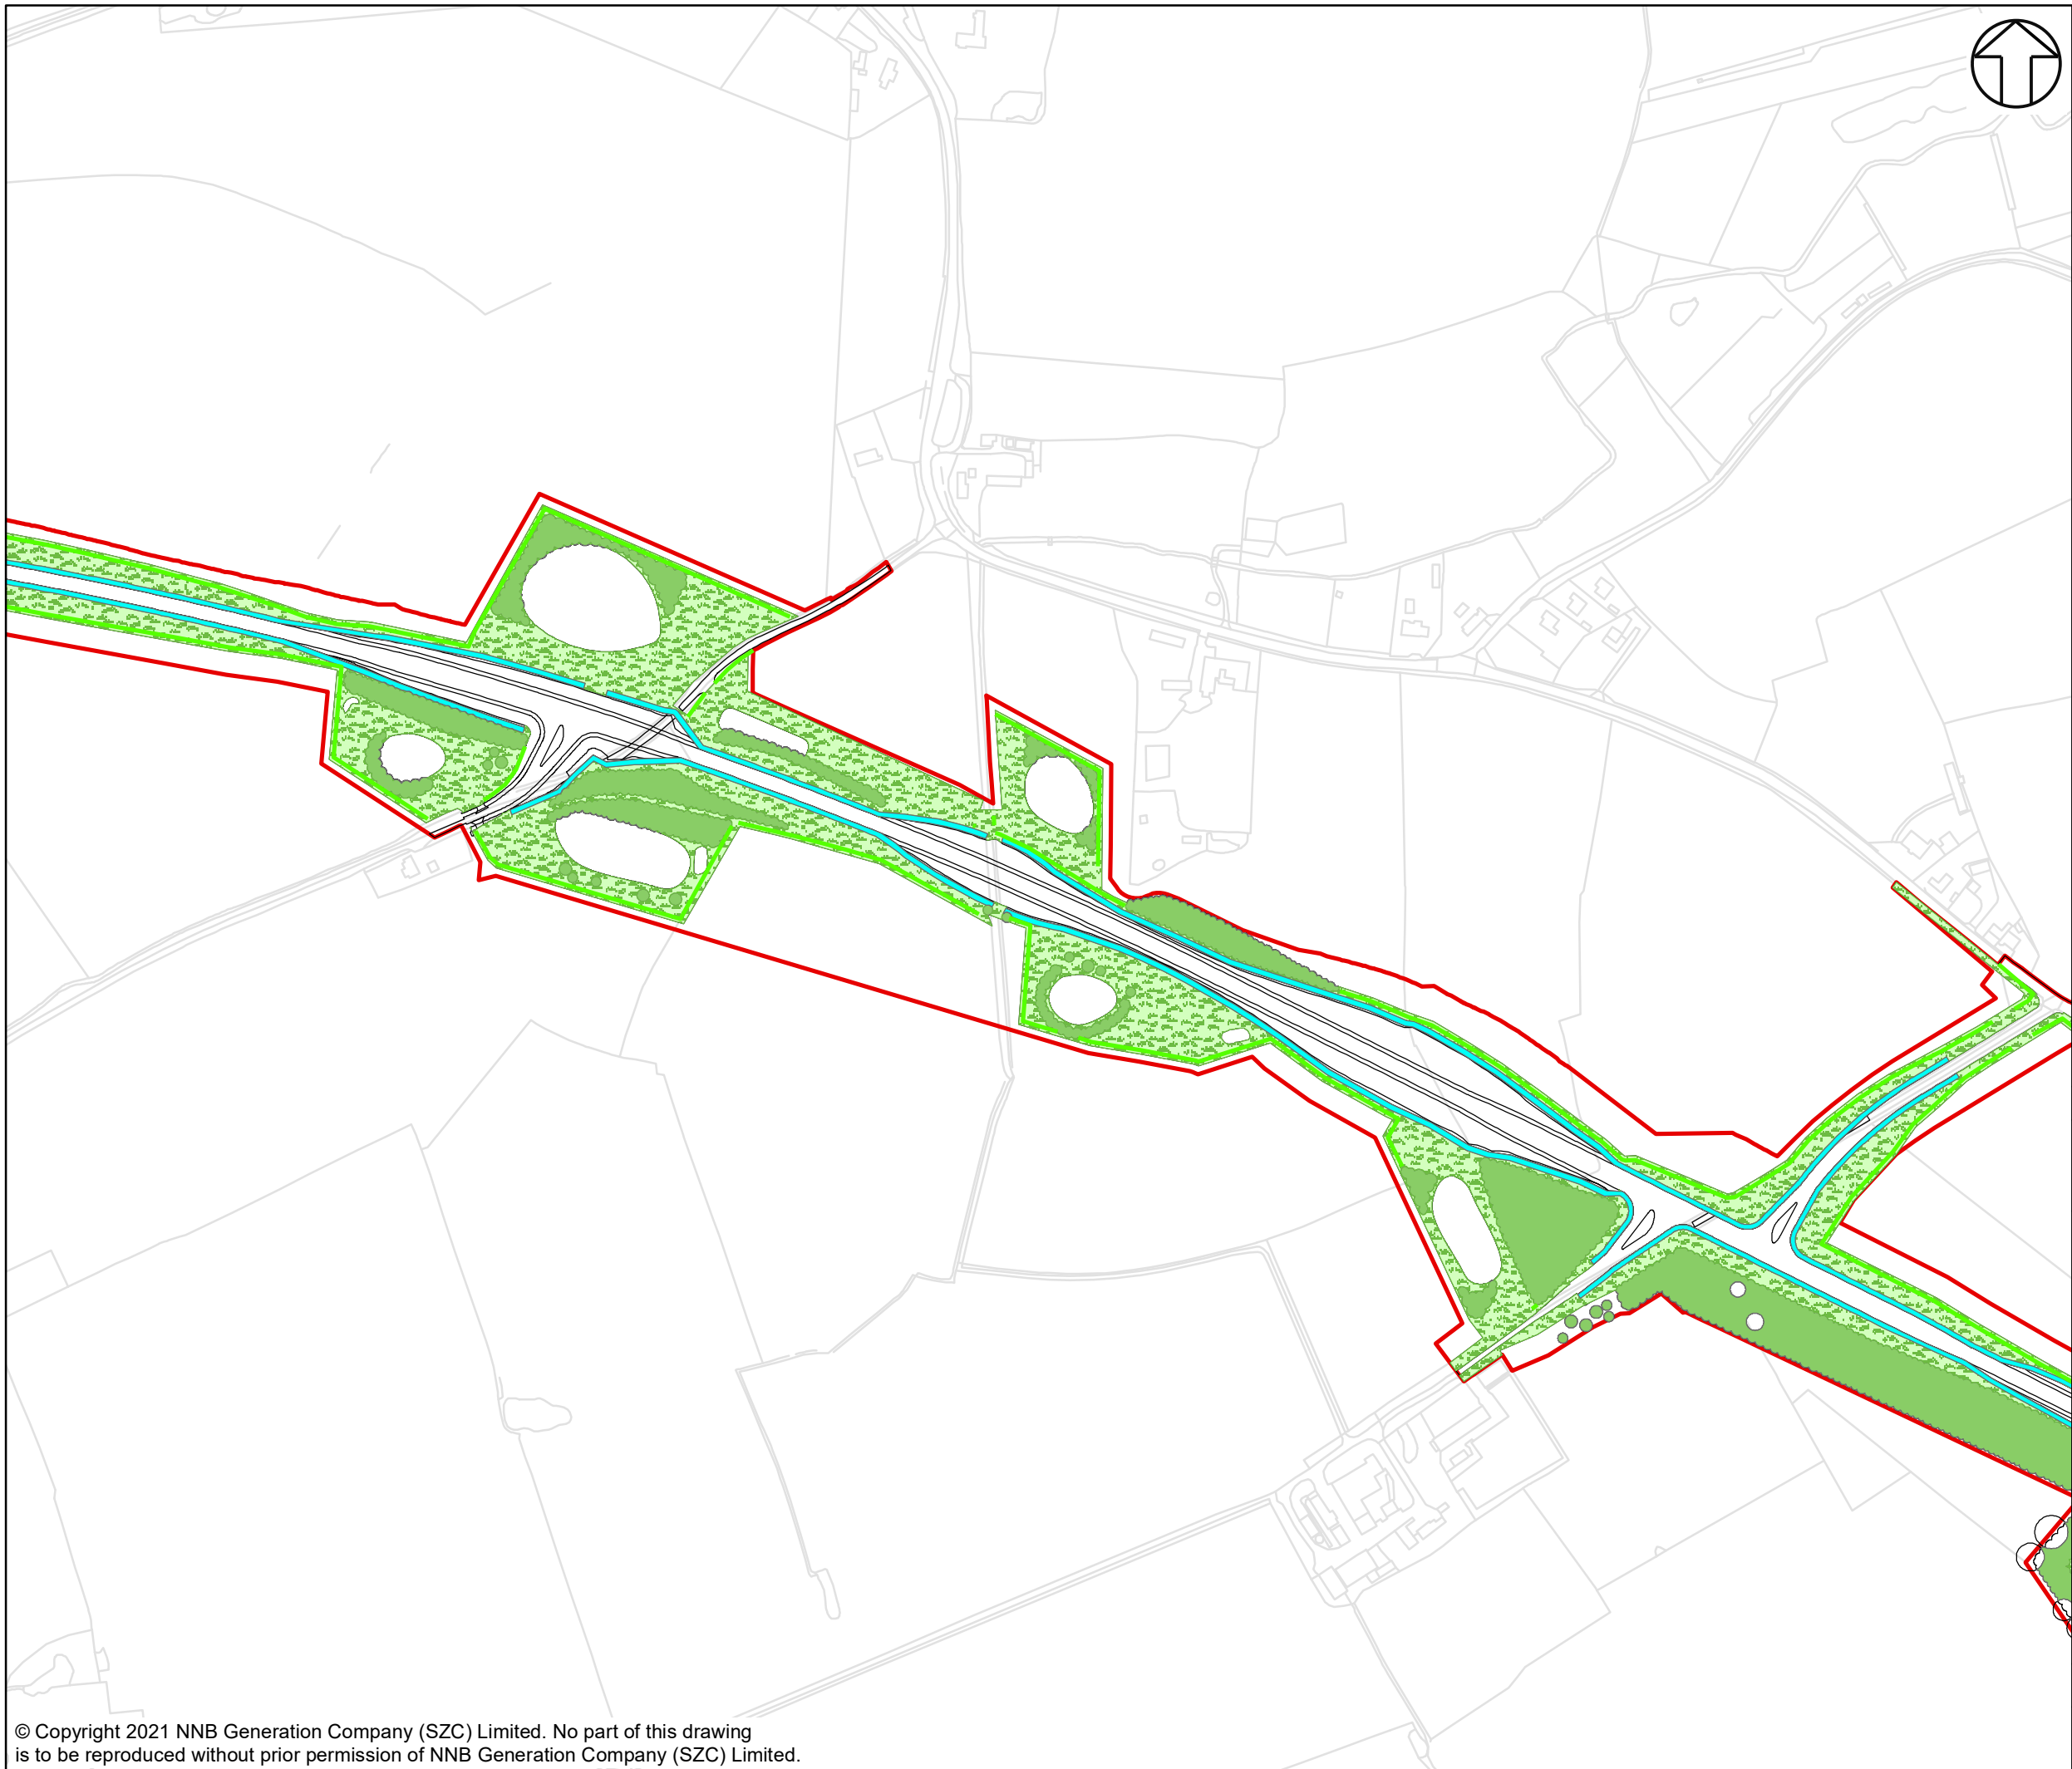 © Copyright 2021 NNB Generation Company (SZC) Limited. No part of this drawing
is to be reproduced without prior permission of NNB Generation Company (SZC) Limited.